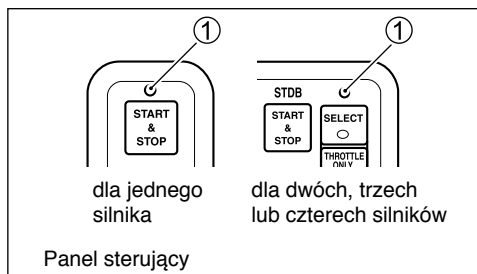 1
1
START
&
STOP
STDB
START
&
STOP
SELECT
THROTTLE
ONLY
dla jednego
silnika
dla dwóch, trzech
lub czterech silników
Panel sterujący